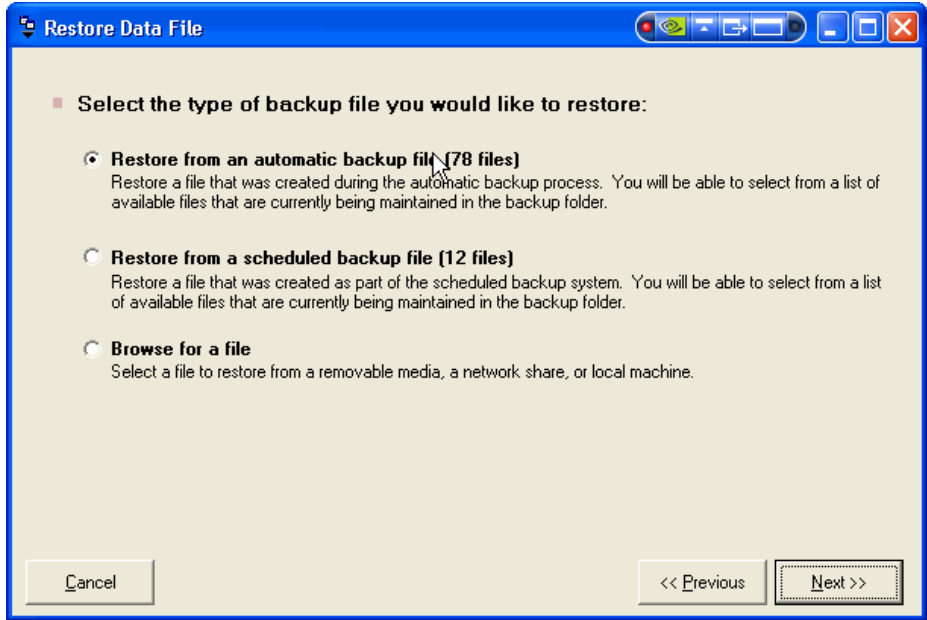 Restore Data File
Select the type of backup file you would like to restore:
Restore from an automatic backup file (78 files)
Restore a file that was created during the automatic backup process.  You will be able to select from a list of
available files that are currently being maintained in the backup folder.
Restore from a scheduled backup file (12 files)
Restore a file that was created as part of the scheduled backup system.  You will be able to select from a list
of available files that are currently being maintained in the backup folder.
Browse for a file
Select a file to restore from a removable media, a network share, or local machine.
Cancel
<< Previous
Next >>